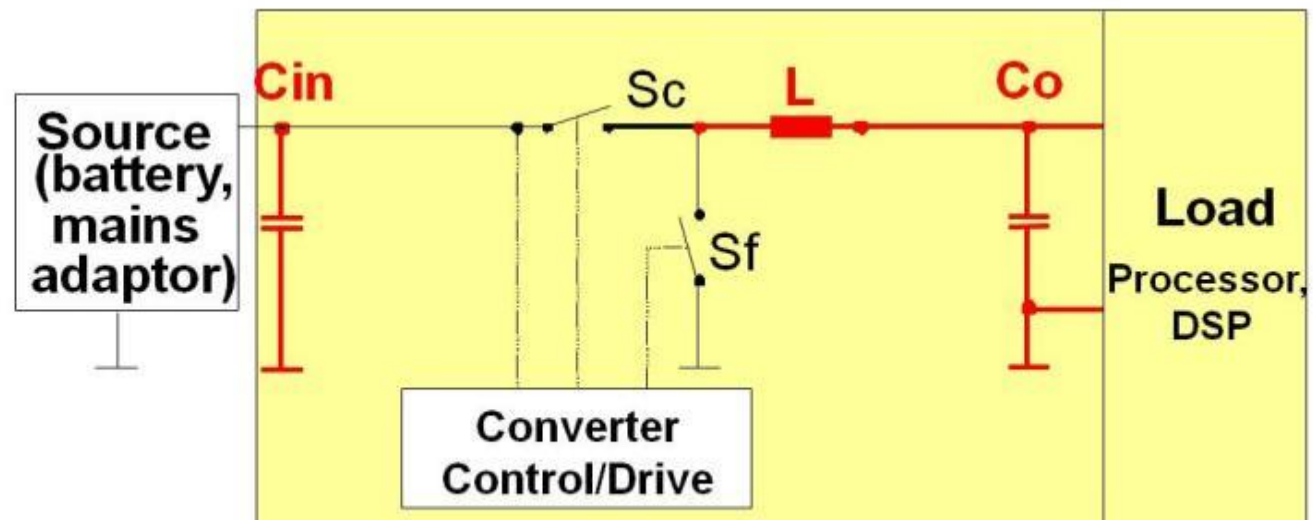 Cin
Sc
L
Co
Source
(battery,
mains
adaptor)
Sf
Load
Processor,
DSP
Converter
Control/Drive